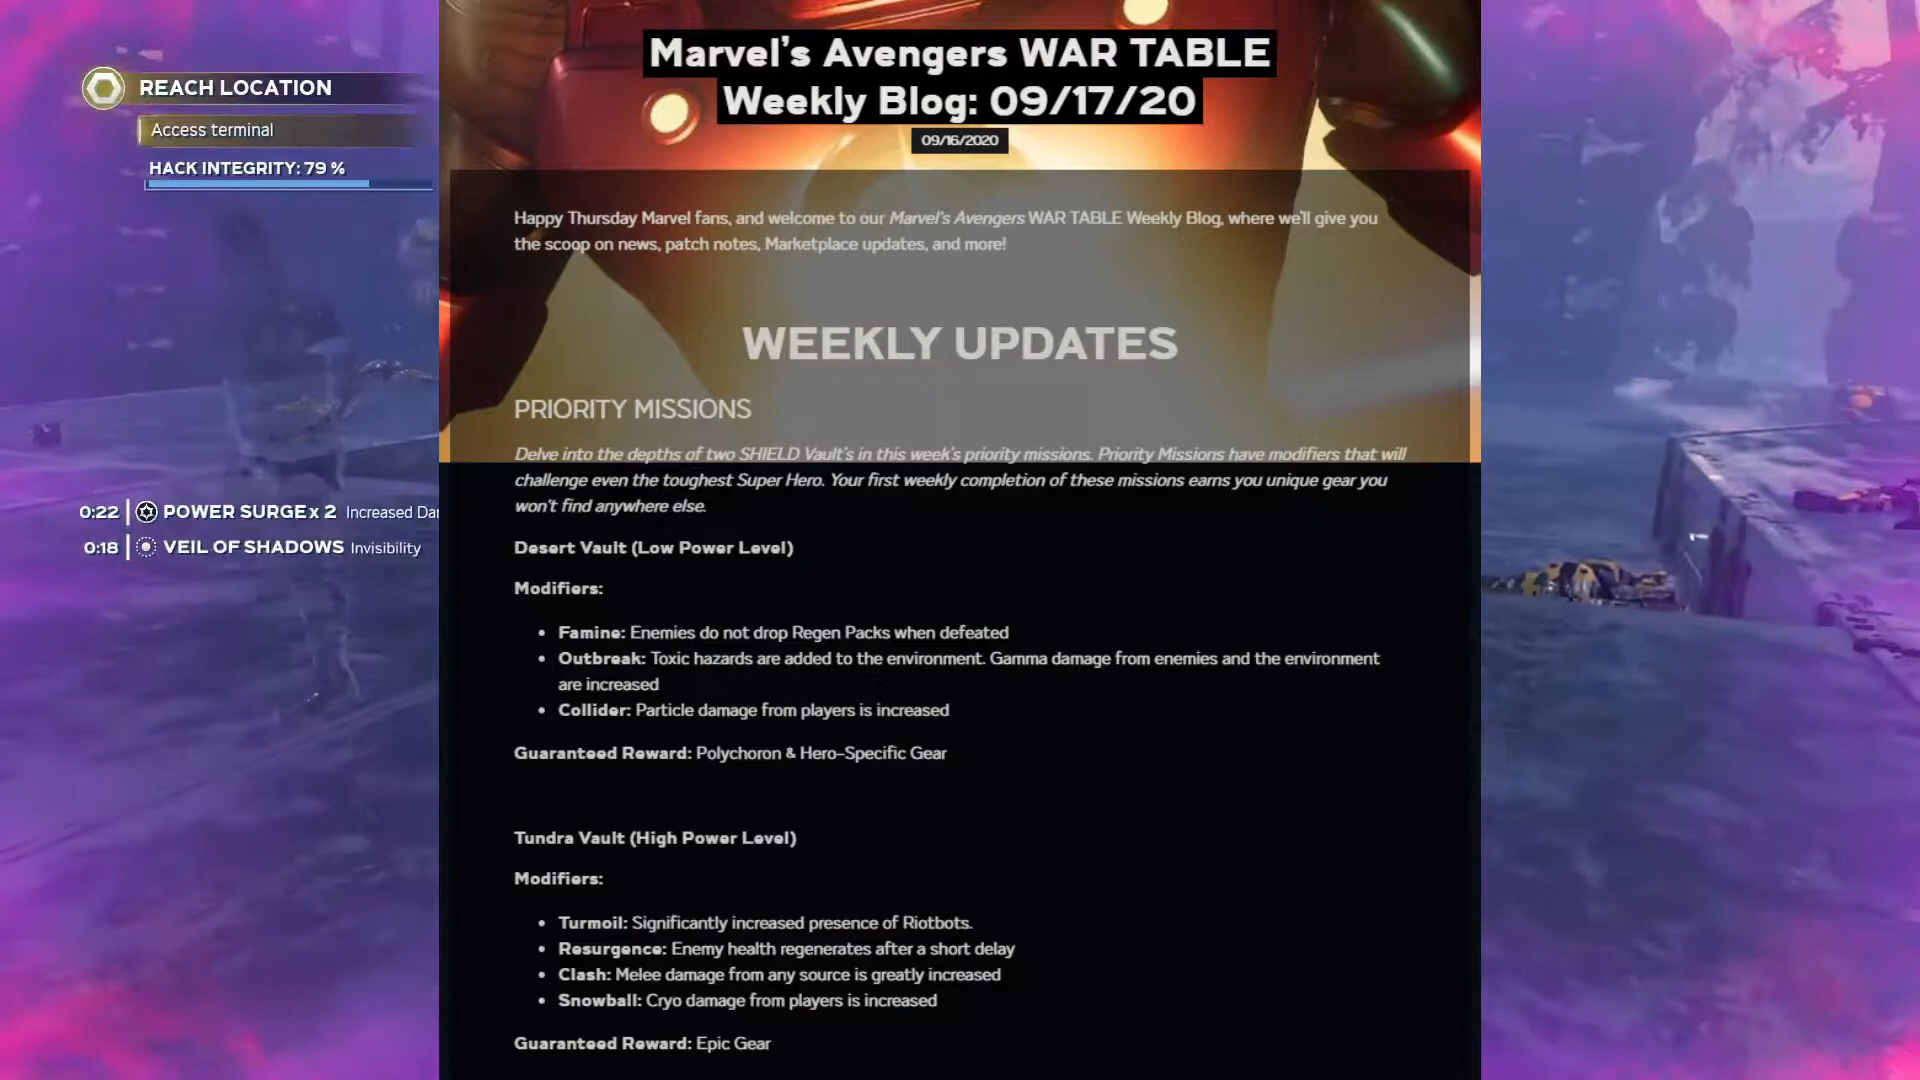 REACH LOCATION
Access terminal
HACK INTEGRITY: 79 %
0:22 POWER SURGE x 2 Increased Da
0:18 VEIL OF SHADOWS Invisibility
Marvel's Avengers WAR TABLE
Weekly Blog: 09/17/20
09/16/2020
Happy Thursday Marvel fans, and welcome to our Marvel's Avengers WAR TABLE Weekly Blog, where we'll give you
the scoop on news, patch notes, Marketplace updates, and more!
WEEKLY UPDATES
PRIORITY MISSIONS
Delve into the depths of two SHIELD Vault's in this week's priority missions. Priority Missions have modifiers that will
challenge even the toughest Super Hero. Your first weekly completion of these missions earns you unique gear you
won't find anywhere else.
Desert Vault (Low Power Level)
Modifiers:
• Famine: Enemies do not drop Regen Packs when defeated
• Outbreak: Toxic hazards are added to the environment. Gamma damage from enemies and the environment
are increased
• Collider: Particle damage from players is increased
Guaranteed Reward: Polychoron & Hero-Specific Gear
Tundra Vault (High Power Level)
Modifiers:
• Turmoil: Significantly increased presence of Riotbots.
• Resurgence: Enemy health regenerates after a short delay
• Clash: Melee damage from any source is greatly increased
• Snowball: Cryo damage from players is increased
Guaranteed Reward: Epic Gear